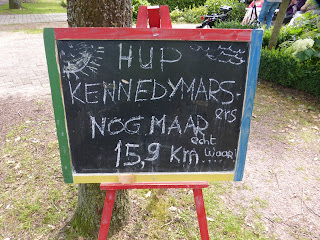 HUP
KENNEDYMARS-
ers
NOG MAAR
echt
15,9 km.... waar!